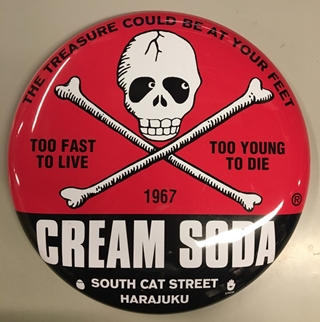 THE TREASURE COULD BE AT YOUR FEET
TOO FAST
TO LIVE
TOO YOUNG
TO DIE
1967
®
CREAM SODA
SOUTH CAT STREET
HARAJUKU